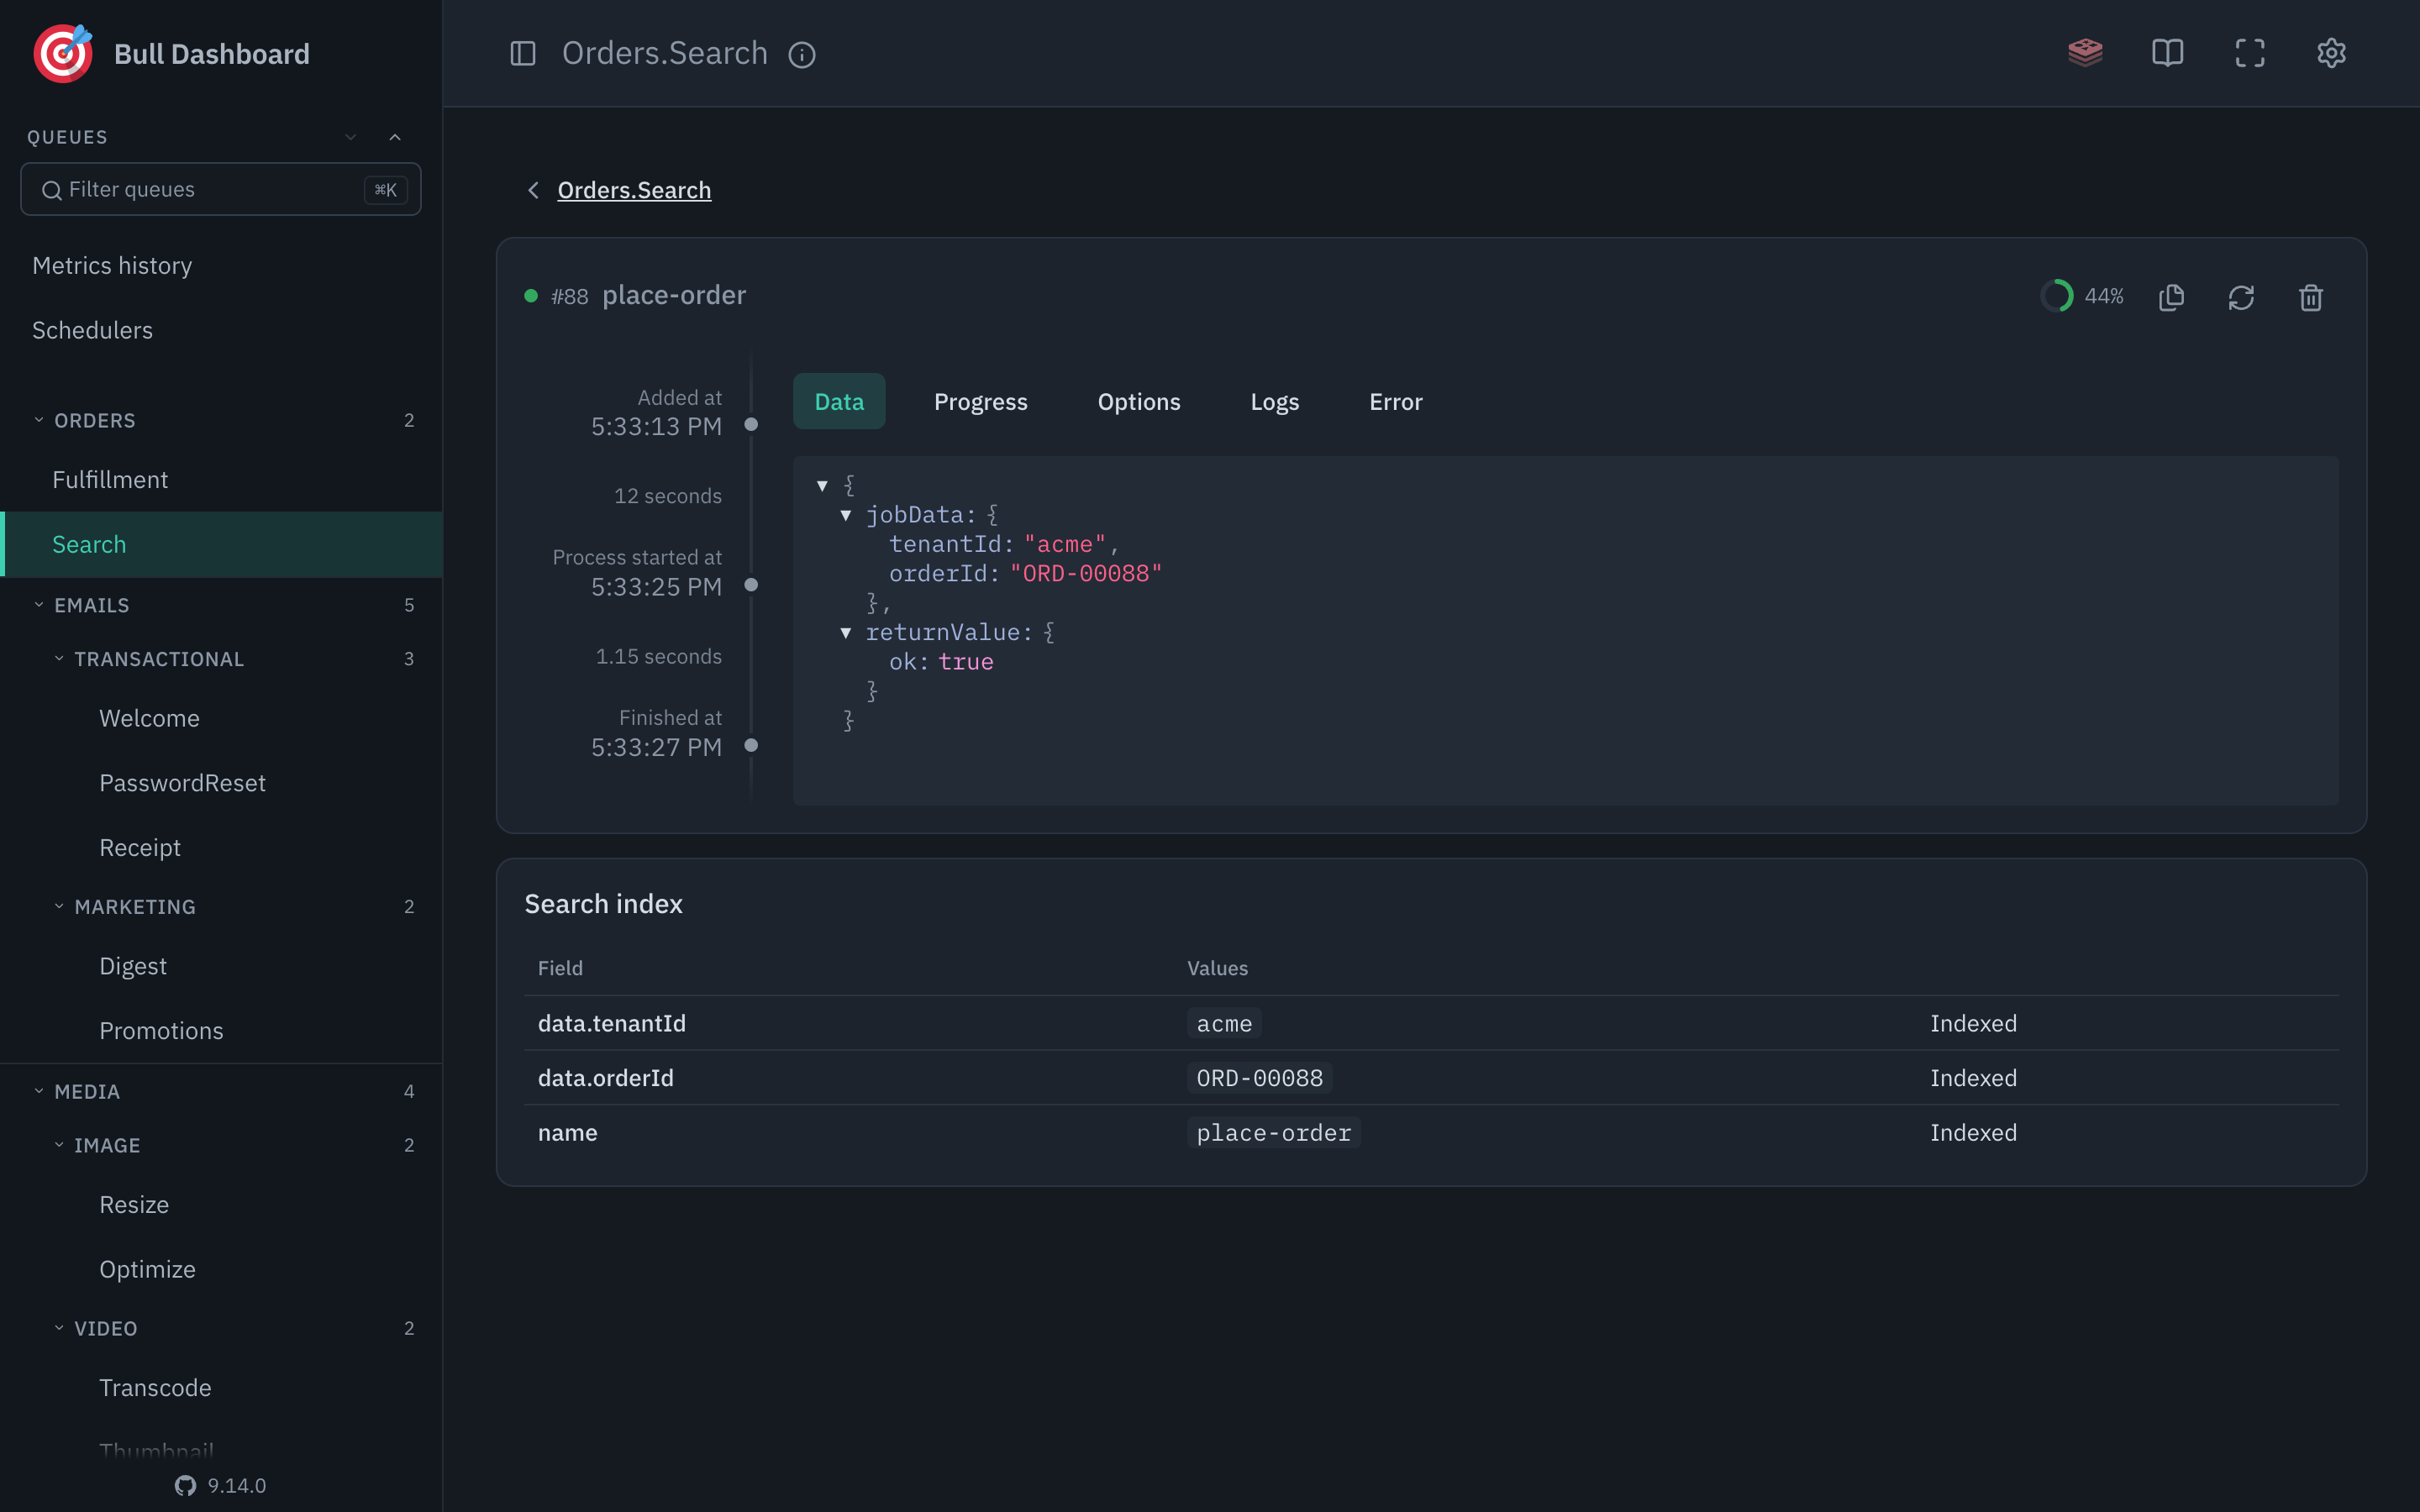 Bull Dashboard
QUEUES
Filter queues
⌘K
Metrics history
Schedulers
ORDERS 2
Fulfillment
Search
EMAILS 5
TRANSACTIONAL 3
Welcome
PasswordReset
Receipt
MARKETING 2
Digest
Promotions
MEDIA 4
IMAGE 2
Resize
Optimize
VIDEO 2
Transcode
Thumbnail
9.14.0
Orders.Search
Orders.Search
#88 place-order
44%
Added at
5:33:13 PM
12 seconds
Process started at
5:33:25 PM
1.15 seconds
Finished at
5:33:27 PM
Data Progress Options Logs Error
{
jobData: {
tenantId: "acme",
orderId: "ORD-00088"
},
returnValue: {
ok: true
}
}
Search index
Field Values
data.tenantId acme Indexed
data.orderId ORD-00088 Indexed
name place-order Indexed